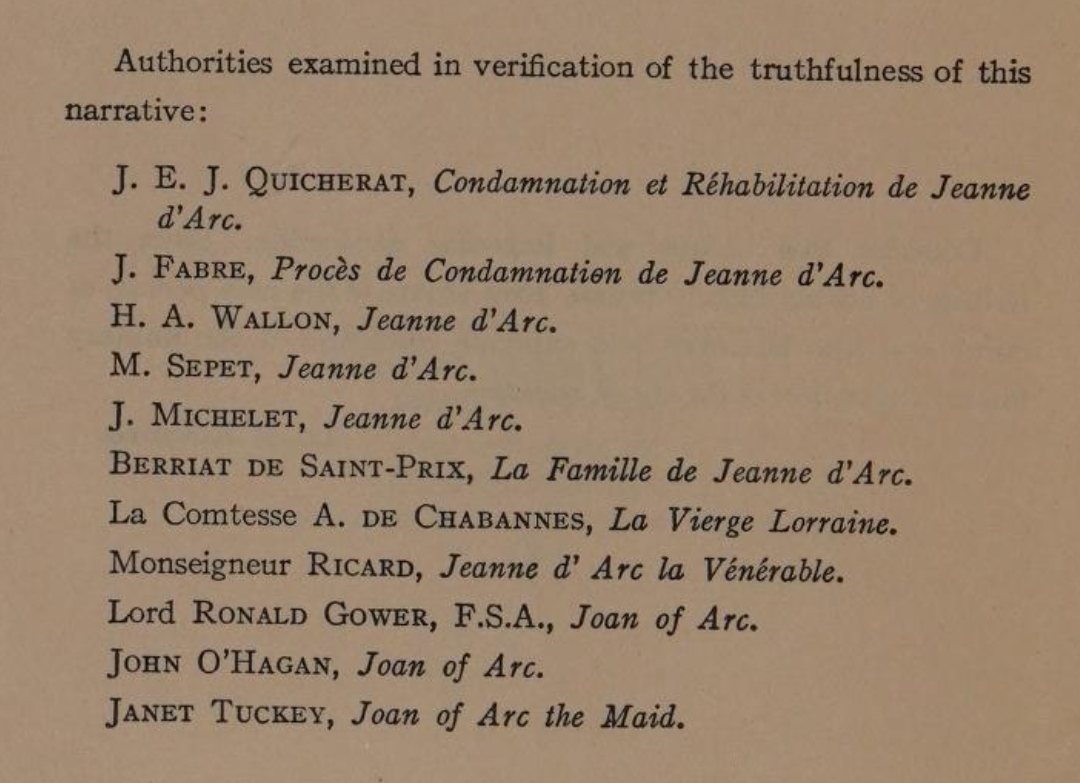 Authorities examined in verification of the truthfulness of this
narrative:
J. E. J. QUICHERAT, Condamnation et Réhabilitation de Jeanne
d'Arc.
J. FABRE, Procès de Condamnation de Jeanne d'Arc.
H. A. WALLON, Jeanne d'Arc.
M. SEPET, Jeanne d'Arc.
J. MICHELET, Jeanne d'Arc.
BERRIAT DE SAINT-PRIX, La Famille de Jeanne d'Arc.
La Comtesse A. DE CHABANNES, La Vierge Lorraine.
Monseigneur RICARD, Jeanne d' Arc la Vénérable.
Lord RONALD GOWER, F.S.A., Joan of Arc.
JOHN O'HAGAN, Joan of Arc.
JANET TUCKEY, Joan of Arc the Maid.